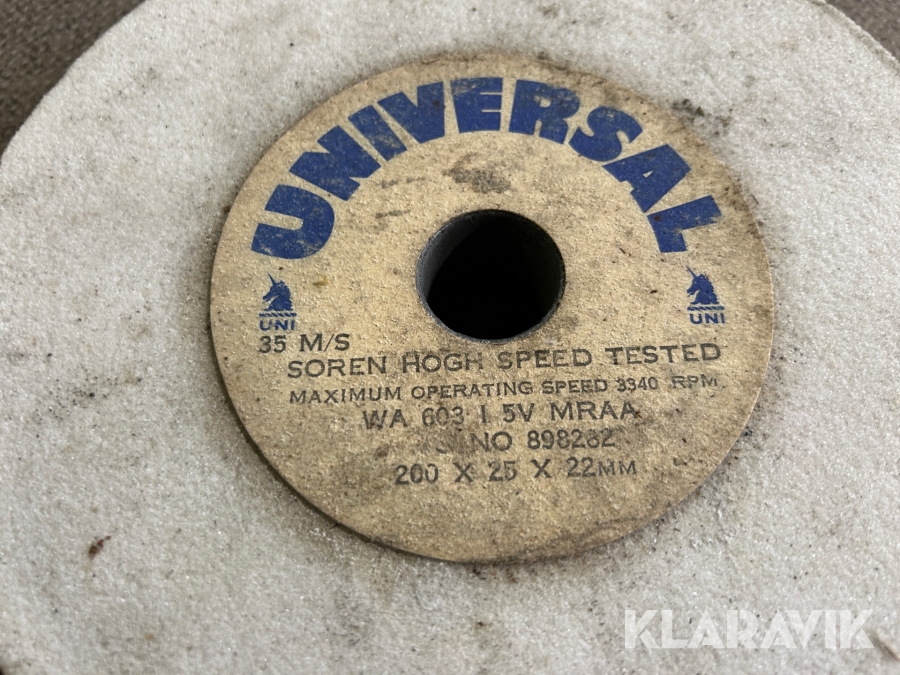 UNIVERSAL
UNI
UNI
35 M/S
SOREN HOGH SPEED TESTED
MAXIMUM OPERATING SPEED 3340 RPM
WA 603 I 5V MRAA
NO 898282
200 X 25 X 22MM
KLARAVIK